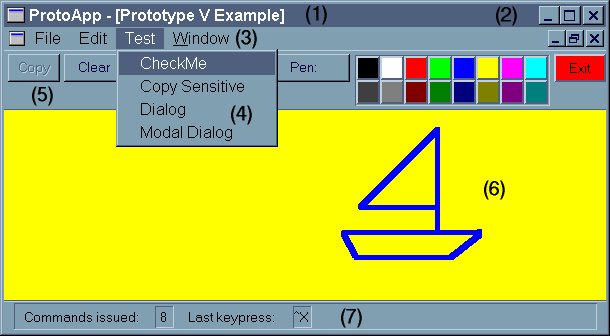 ProtoApp - [Prototype V Example] (1) (2)
File Edit Test Window (3)
Copy Clear Pen: Exit
(5)
CheckMe
Copy Sensitive
Dialog (4)
Modal Dialog
(6)
Commands issued: 8 Last keypress: ^X (7)